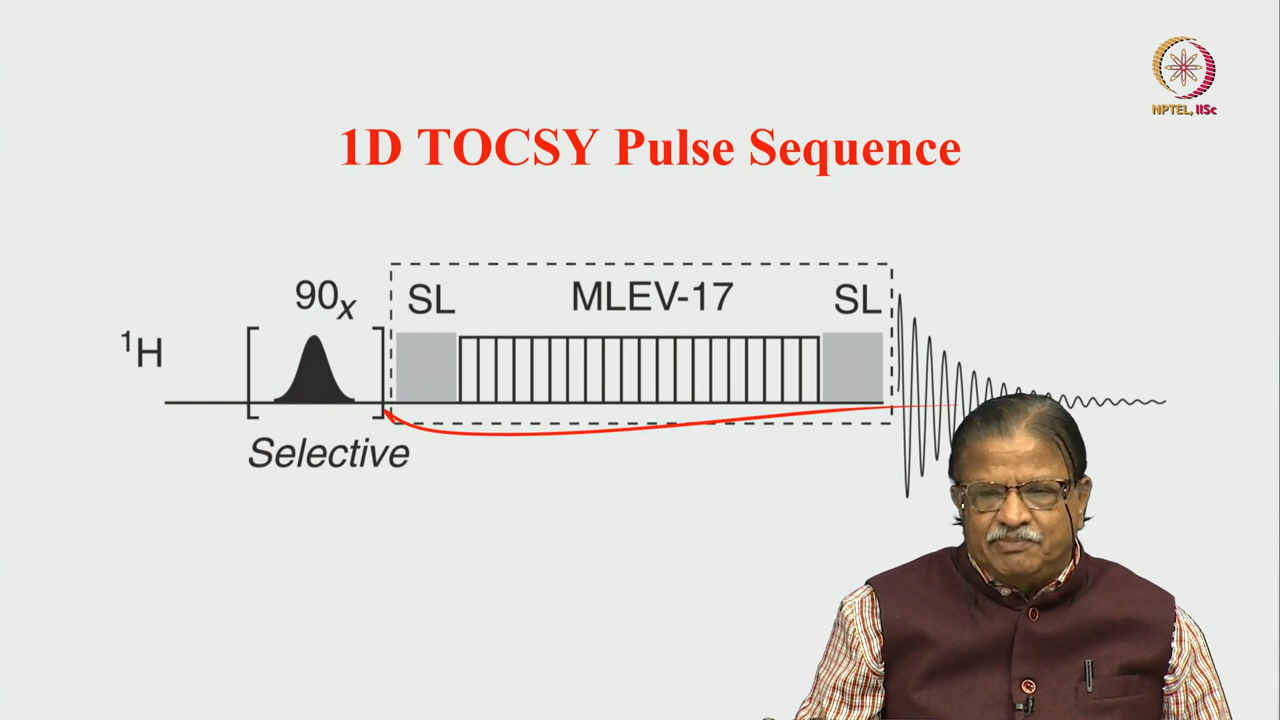 NPTEL, IISc
1D TOCSY Pulse Sequence
90x
SL
MLEV-17
SL
1H
Selective